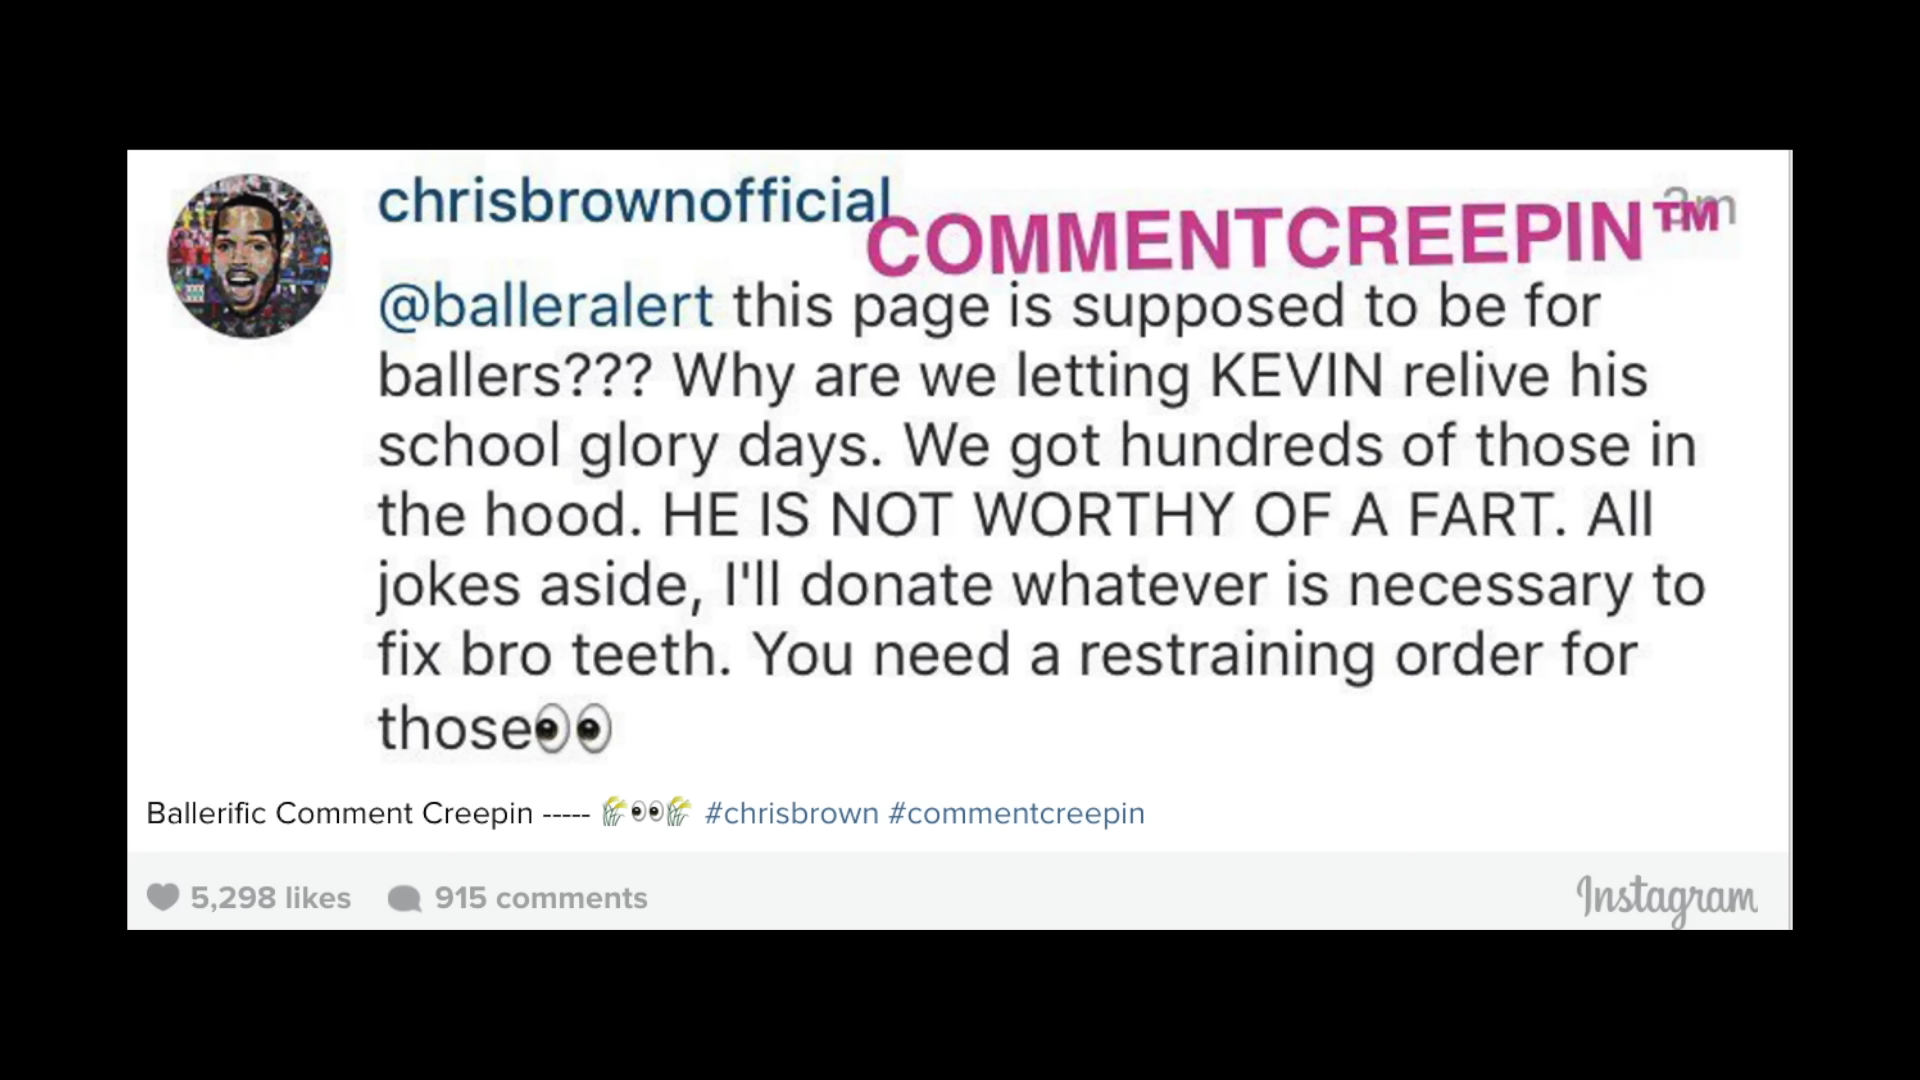 chrisbrownofficial
COMMENTCREEPIN™
@balleralert this page is supposed to be for
ballers??? Why are we letting KEVIN relive his
school glory days. We got hundreds of those in
the hood. HE IS NOT WORTHY OF A FART. All
jokes aside, I'll donate whatever is necessary to
fix bro teeth. You need a restraining order for
those👀
Ballerific Comment Creepin ----- 🌾👀🌾 #chrisbrown #commentcreepin
5,298 likes 915 comments
Instagram